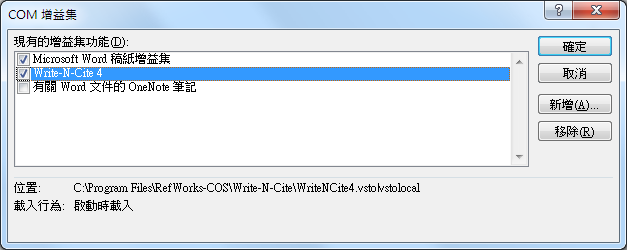 COM 增益集
現有的增益集功能(D):
Microsoft Word 稿紙增益集
Write-N-Cite 4
有關 Word 文件的 OneNote 筆記
確定
取消
新增(A)...
移除(R)
位置: C:\Program Files\RefWorks-COS\Write-N-Cite\WriteNCite4.vsto|vstolocal
載入行為: 啟動時載入